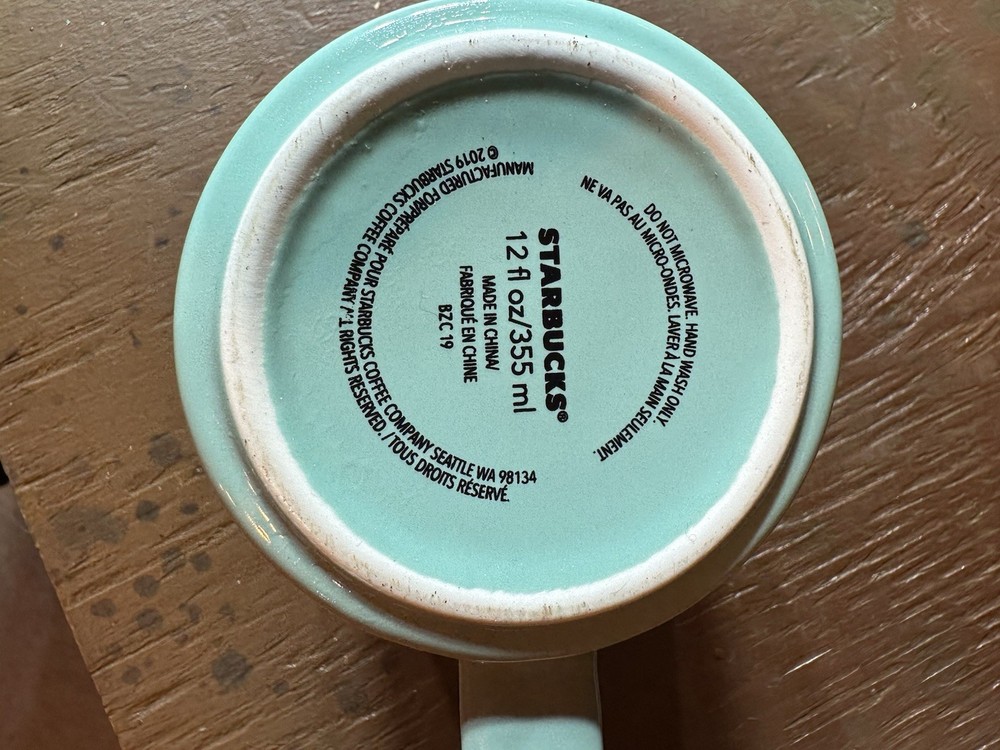 DO NOT MICROWAVE. HAND WASH ONLY.
NE VA PAS AU MICRO-ONDES. LAVER À LA MAIN SEULEMENT.
STARBUCKS®
12 fl oz/355 ml
MADE IN CHINA/
FABRIQUÉ EN CHINE
BZC 19
MANUFACTURED FOR/PRÉPARÉ POUR STARBUCKS COFFEE COMPANY SEATTLE WA 98134
© 2019 STARBUCKS COFFEE COMPANY. ALL RIGHTS RESERVED. / TOUS DROITS RÉSERVÉ.